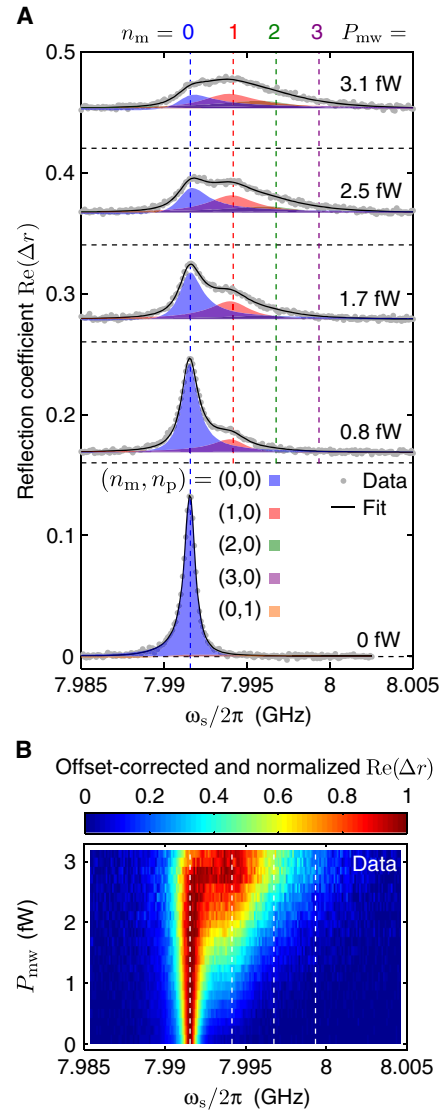 A
n_m = 0 1 2 3 P_mw =
0.5
3.1 fW
0.4
2.5 fW
0.3
1.7 fW
0.2
0.8 fW
(n_m, n_p) = (0,0)
(1,0)
(2,0)
(3,0)
(0,1)
Data
Fit
0.1
0 fW
0
Reflection coefficient Re(Δr)
7.985 7.99 7.995 8 8.005
ω_s/2π (GHz)
B
Offset-corrected and normalized Re(Δr)
0 0.2 0.4 0.6 0.8 1
Data
3
2
1
0
P_mw (fW)
7.985 7.99 7.995 8 8.005
ω_s/2π (GHz)